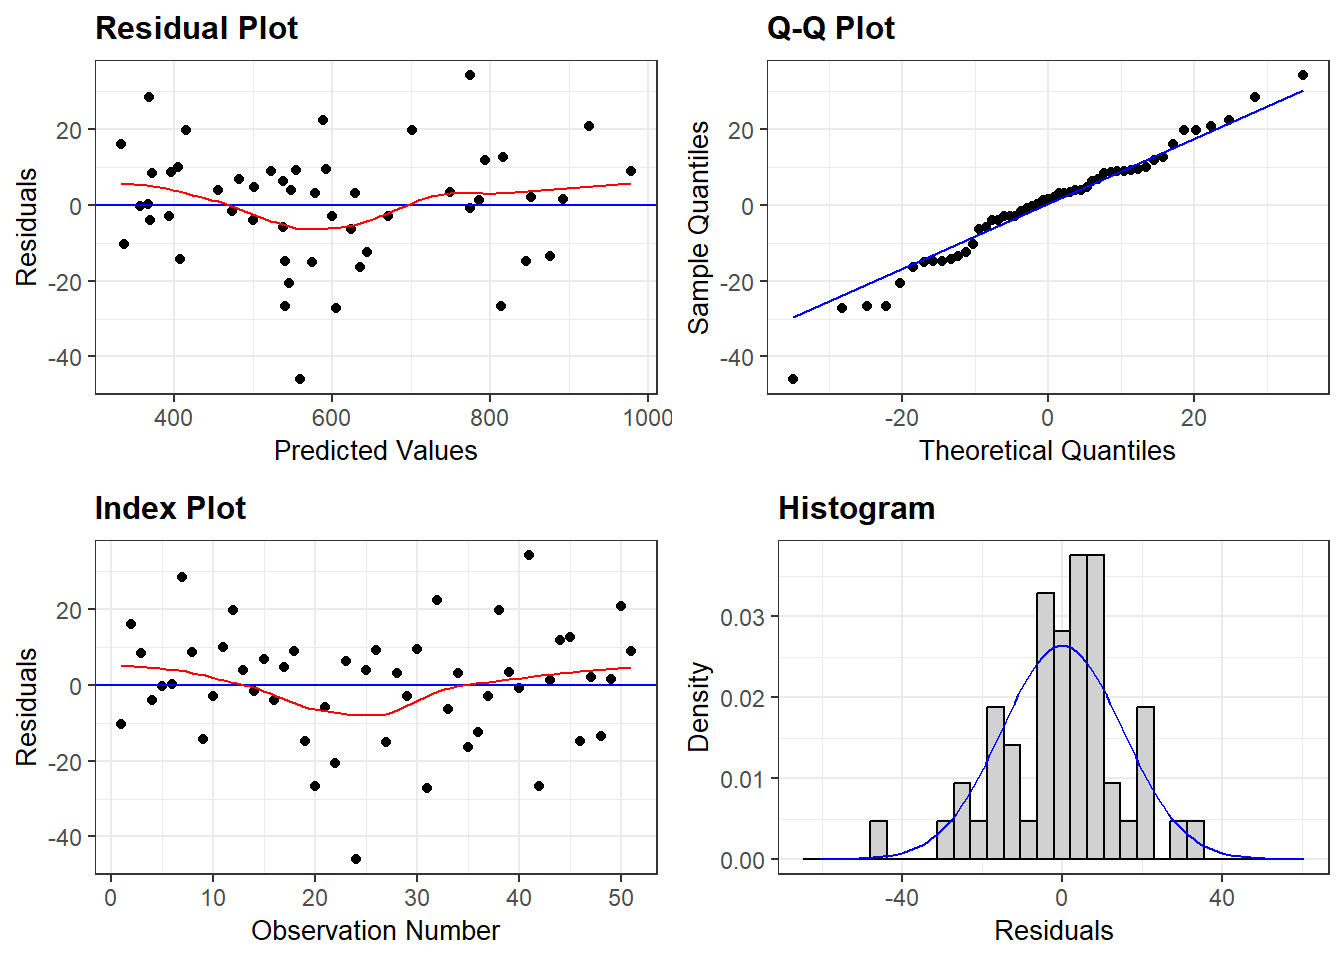 Residual Plot
Residuals
20
0
-20
-40
400 600 800 1000
Predicted Values
Q-Q Plot
Sample Quantiles
20
0
-20
-40
-20 0 20
Theoretical Quantiles
Index Plot
Residuals
20
0
-20
-40
0 10 20 30 40 50
Observation Number
Histogram
Density
0.03
0.02
0.01
0.00
-40 0 40
Residuals